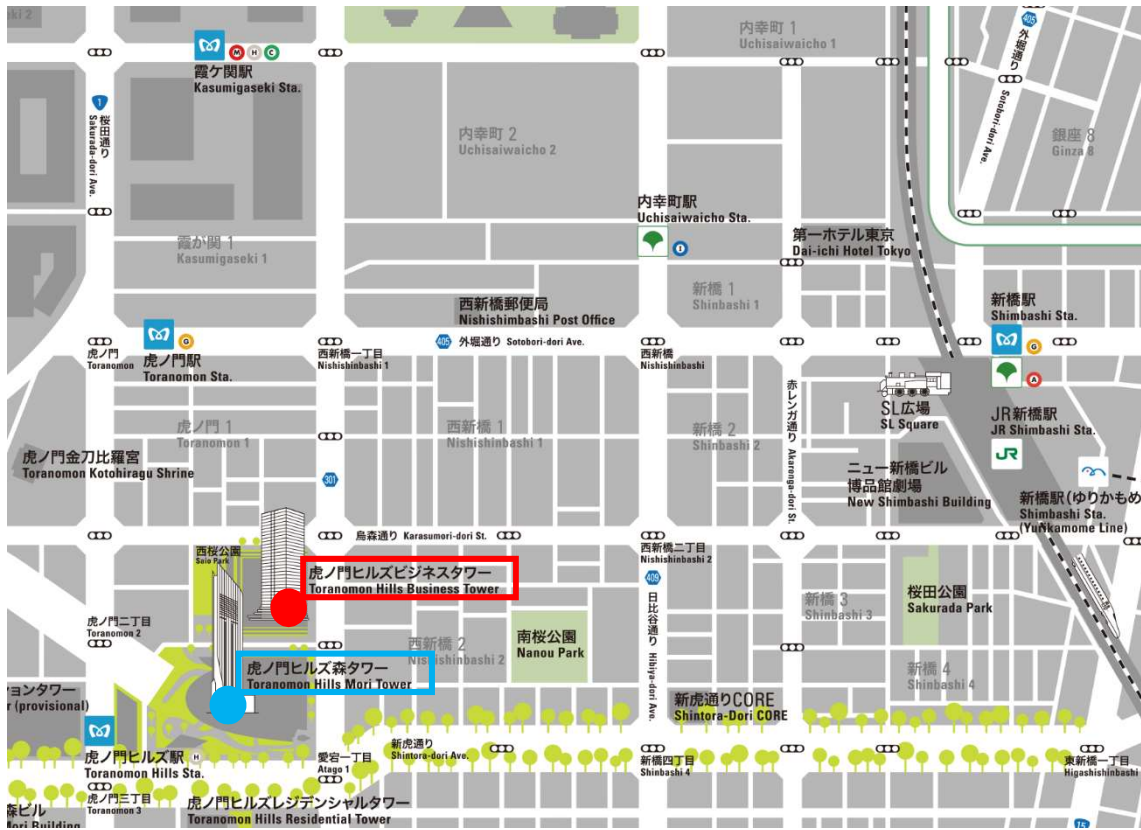 内幸町 1
Uchisaiwaicho 1
405
外堀通り
Sotobori-dori Ave.
M H C
霞ケ関駅
Kasumigaseki Sta.
1
桜田通り
Sakurada-dori Ave.
内幸町 2
Uchisaiwaicho 2
銀座 8
Ginza 8
内幸町駅
Uchisaiwaicho Sta.
I
霞が関 1
Kasumigaseki 1
第一ホテル東京
Dai-ichi Hotel Tokyo
新橋 1
Shinbashi 1
西新橋郵便局
Nishishimbashi Post Office
新橋駅
Shimbashi Sta.
G
A
虎ノ門
Toranomon
G
虎ノ門駅
Toranomon Sta.
西新橋一丁目
Nishishinbashi 1
405 外堀通り Sotobori-dori Ave.
西新橋
Nishishinbashi
赤レンガ通り
Akarenga-dori St.
SL広場
SL Square
JR新橋駅
JR Shimbashi Sta.
JR
虎ノ門 1
Toranomon 1
西新橋 1
Nishishinbashi 1
新橋 2
Shinbashi 2
虎ノ門金刀比羅宮
Toranomon Kotohiragu Shrine
301
ニュー新橋ビル
博品館劇場
New Shimbashi Building
新橋駅(ゆりかもめ
Shimbashi Sta.
(Yurikamome Line)
烏森通り Karasumori-dori St.
西新橋二丁目
Nishishinbashi 2
西桜公園
虎ノ門ヒルズビジネスタワー
Toranomon Hills Business Tower
409
日比谷通り
Hibiya-dori Ave.
新橋 3
Shinbashi 3
桜田公園
Sakurada Park
虎ノ門二丁目
Toranomon 2
西新橋 2
Nishishinbashi 2
南桜公園
Nanou Park
虎ノ門ヒルズ森タワー
Toranomon Hills Mori Tower
新橋 4
Shinbashi 4
ションタワー
r (provisional)
新虎通りCORE
Shintora-Dori CORE
虎ノ門ヒルズ駅 H
Toranomon Hills Sta.
愛宕一丁目
Atago 1
新虎通り
Shintora-dori Ave.
新橋四丁目
Shinbashi 4
東新橋一丁目
Higashishinbashi
虎ノ門三丁目
Toranomon 3
虎ノ門ヒルズレジデンシャルタワー
Toranomon Hills Residential Tower
森ビル
Mori Building
15